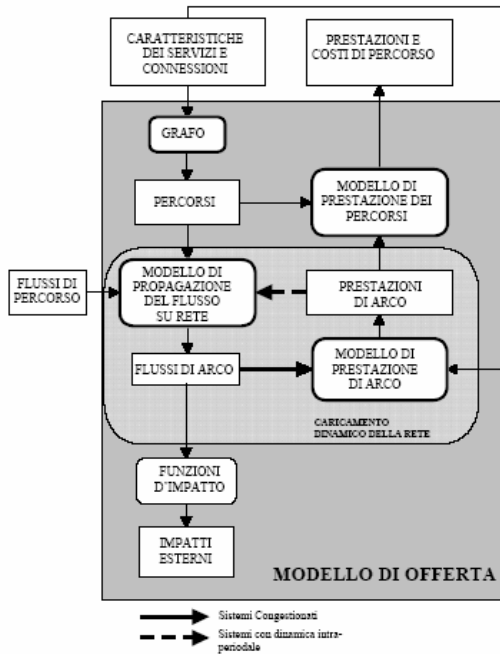 CARATTERISTICHE
DEI SERVIZI E
CONNESSIONI
PRESTAZIONI E
COSTI DI PERCORSO
GRAFO
PERCORSI
MODELLO DI
PRESTAZIONE DEI
PERCORSI
FLUSSI DI
PERCORSO
MODELLO DI
PROPAGAZIONE
DEL FLUSSO
SU RETE
PRESTAZIONI
DI ARCO
FLUSSI DI ARCO
MODELLO DI
PRESTAZIONE
DI ARCO
CARICAMENTO
DINAMICO DELLA RETE
FUNZIONI
D'IMPATTO
IMPATTI
ESTERNI
MODELLO DI OFFERTA
Sistemi Congestionati
Sistemi con dinamica intra-
periodale